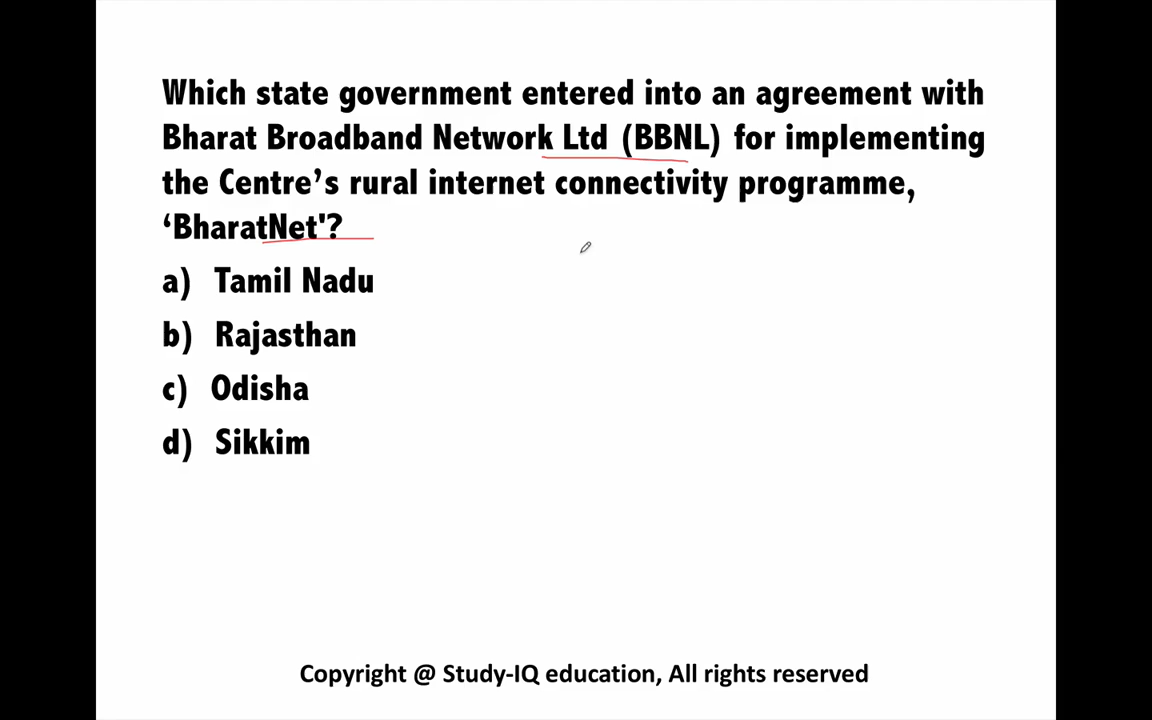 Which state government entered into an agreement with
Bharat Broadband Network Ltd (BBNL) for implementing
the Centre’s rural internet connectivity programme,
‘BharatNet'?
a) Tamil Nadu
b) Rajasthan
c) Odisha
d) Sikkim
Copyright @ Study-IQ education, All rights reserved